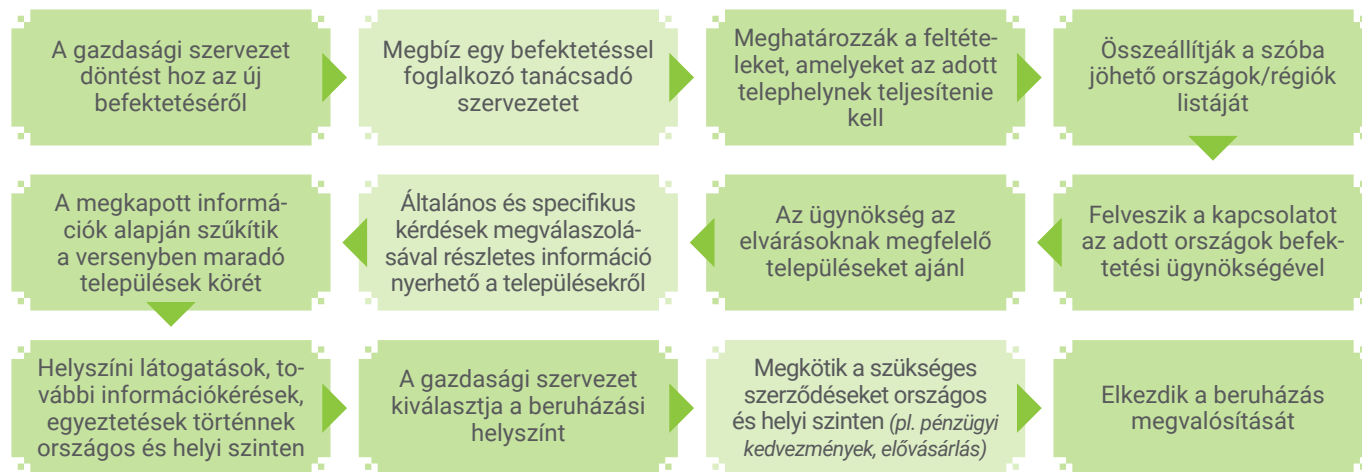 A gazdasági szervezet
döntést hoz az új
befektetéséről
Megbíz egy befektetéssel
foglalkozó tanácsadó
szervezetet
Meghatározzák a feltéte-
leket, amelyeket az adott
telephelynek teljesítenie
kell
Összeállítják a szóba
jöhető országok/régiók
listáját
Felveszik a kapcsolatot
az adott országok befek-
tetési ügynökségével
Az ügynökség az
elvárásoknak megfelelő
településeket ajánl
Általános és specifikus
kérdések megválaszolá-
sával részletes információ
nyerhető a településekről
A megkapott informá-
ciók alapján szűkítik
a versenyben maradó
települések körét
Helyszíni látogatások, to-
vábbi információkérések,
egyeztetések történnek
országos és helyi szinten
A gazdasági szervezet
kiválasztja a beruházási
helyszínt
Megkötik a szükséges
szerződéseket országos
és helyi szinten (pl. pénzügyi
kedvezmények, elővásárlás)
Elkezdik a beruházás
megvalósítását